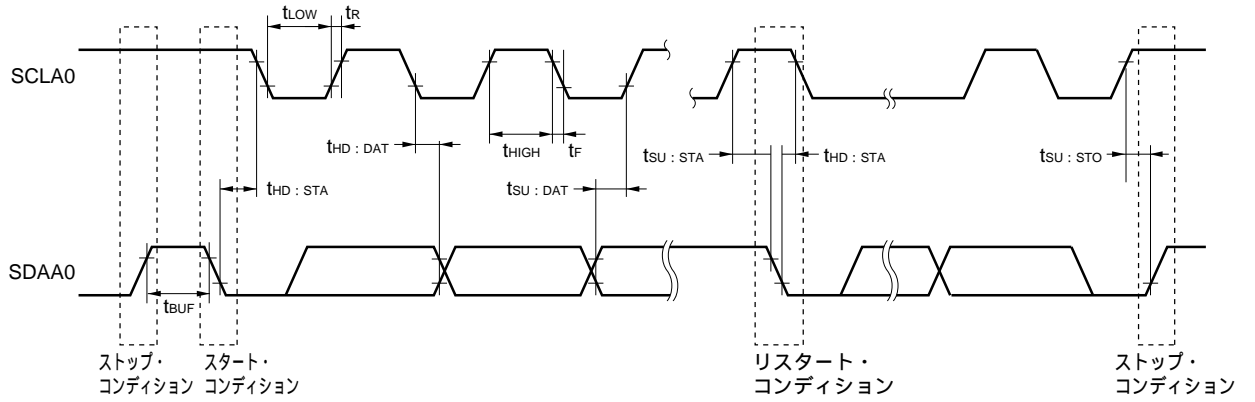 tLOW tR
SCLA0
tHD : DAT tHIGH tF tSU : STA tHD : STA tSU : STO
tHD : STA tSU : DAT
SDAA0
tBUF
ストップ・
コンディション
スタート・
コンディション
リスタート・
コンディション
ストップ・
コンディション